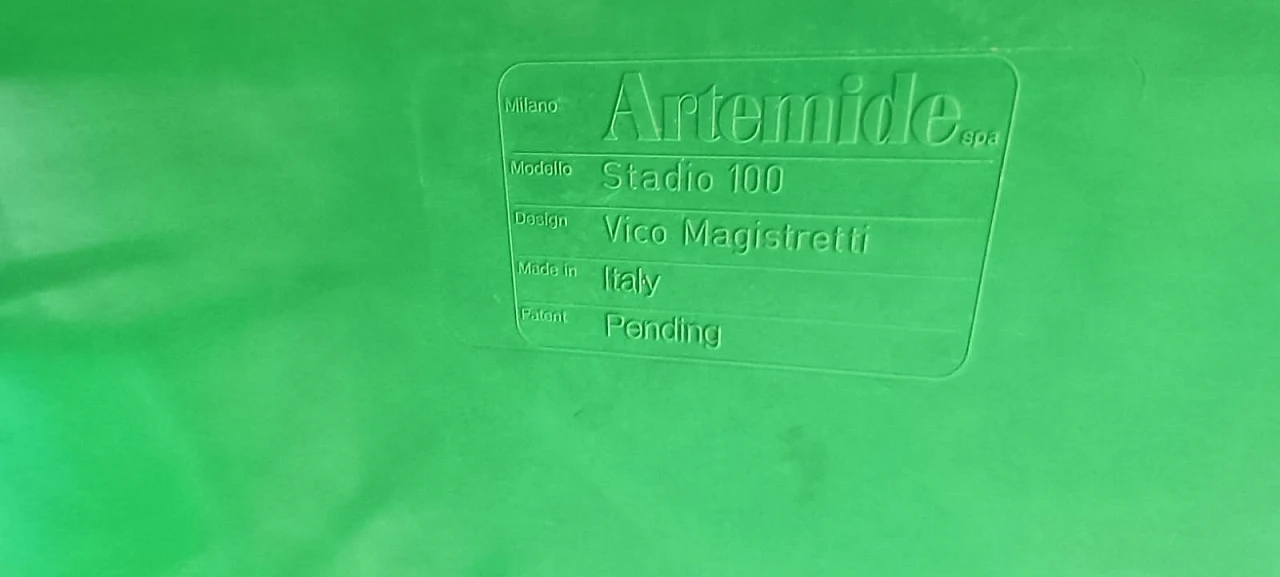 Milano Artemide spa
Modello Stadio 100
Design Vico Magistretti
Made in Italy
Patent Pending